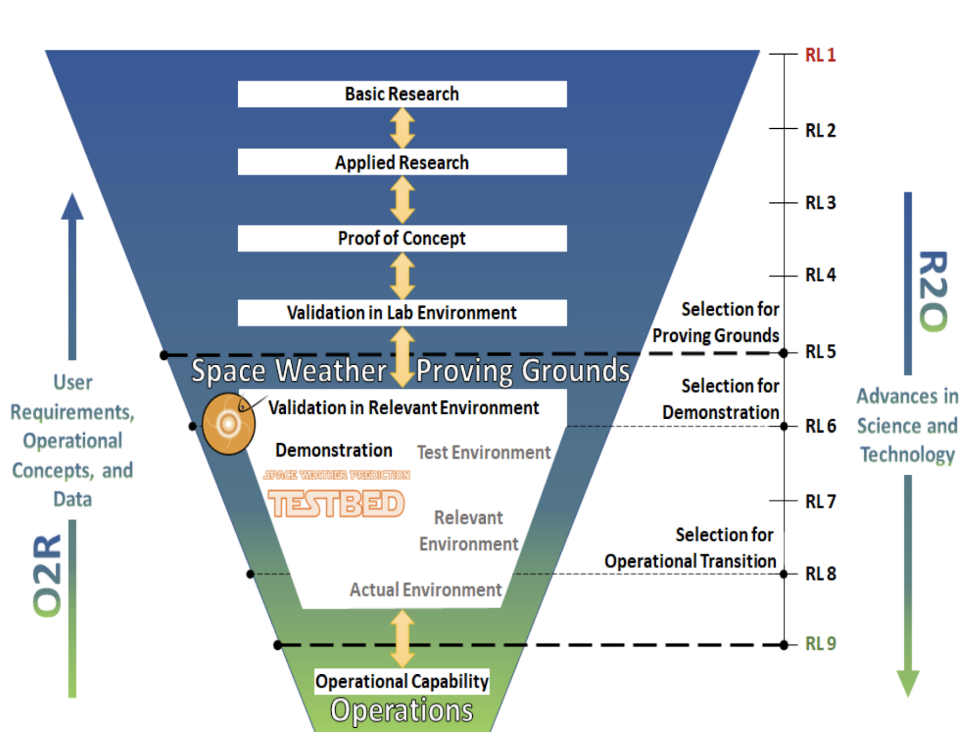 RL 1
Basic Research
RL 2
Applied Research
RL 3
Proof of Concept
RL 4
Validation in Lab Environment
Selection for
Proving Grounds
RL 5
Space Weather Proving Grounds
Selection for
Demonstration
RL 6
Validation in Relevant Environment
Demonstration
Test Environment
SPACE WEATHER PREDICTION
TESTBED
RL 7
Relevant
Environment
Selection for
Operational Transition
RL 8
Actual Environment
RL 9
Operational Capability
Operations
User
Requirements,
Operational
Concepts, and
Data
O2R
R2O
Advances in
Science and
Technology